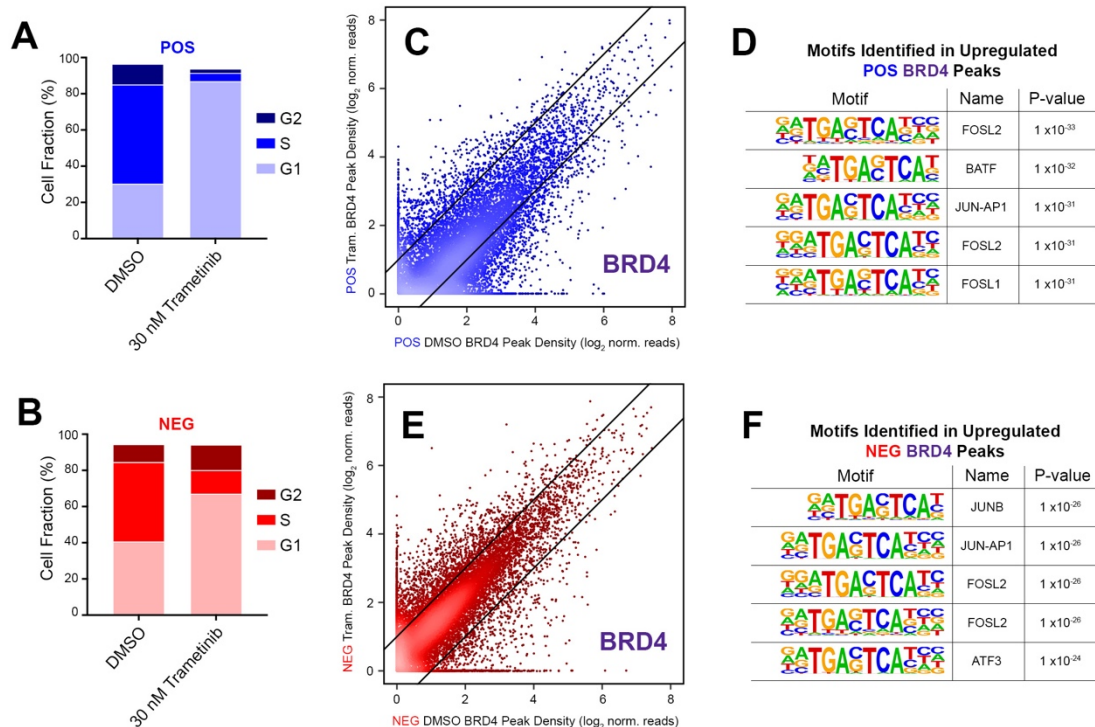 A
POS
Cell Fraction (%)
100
80
60
40
20
0
G2
S
G1
DMSO
30 nM Trametinib
C
POS Tram. BRD4 Peak Density (log2 norm. reads)
8
6
4
2
0
BRD4
0 2 4 6 8
POS DMSO BRD4 Peak Density (log2 norm. reads)
D
Motifs Identified in Upregulated
POS BRD4 Peaks
Motif Name P-value
FOSL2 1 x10-33
BATF 1 x10-32
JUN-AP1 1 x10-31
FOSL2 1 x10-31
FOSL1 1 x10-31
B
NEG
Cell Fraction (%)
100
80
60
40
20
0
G2
S
G1
DMSO
30 nM Trametinib
E
NEG Tram. BRD4 Peak Density (log2 norm. reads)
8
6
4
2
0
BRD4
0 2 4 6 8
NEG DMSO BRD4 Peak Density (log2 norm. reads)
F
Motifs Identified in Upregulated
NEG BRD4 Peaks
Motif Name P-value
JUNB 1 x10-26
JUN-AP1 1 x10-26
FOSL2 1 x10-26
FOSL2 1 x10-26
ATF3 1 x10-24